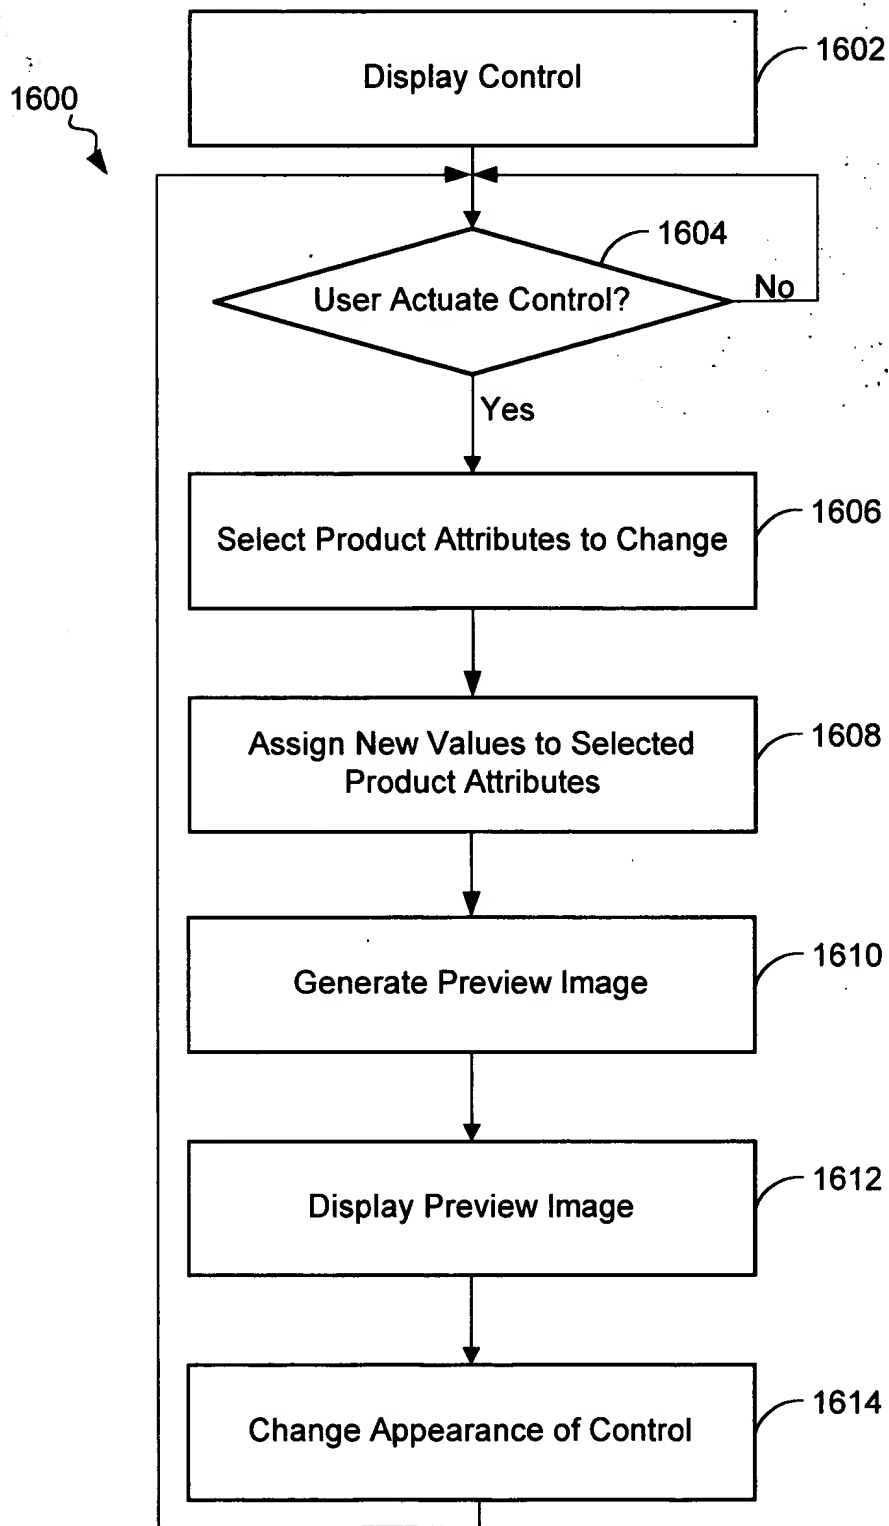 Display Control
1602
1600
1604
User Actuate Control?
No
Yes
Select Product Attributes to Change
1606
Assign New Values to Selected
Product Attributes
1608
Generate Preview Image
1610
Display Preview Image
1612
Change Appearance of Control
1614